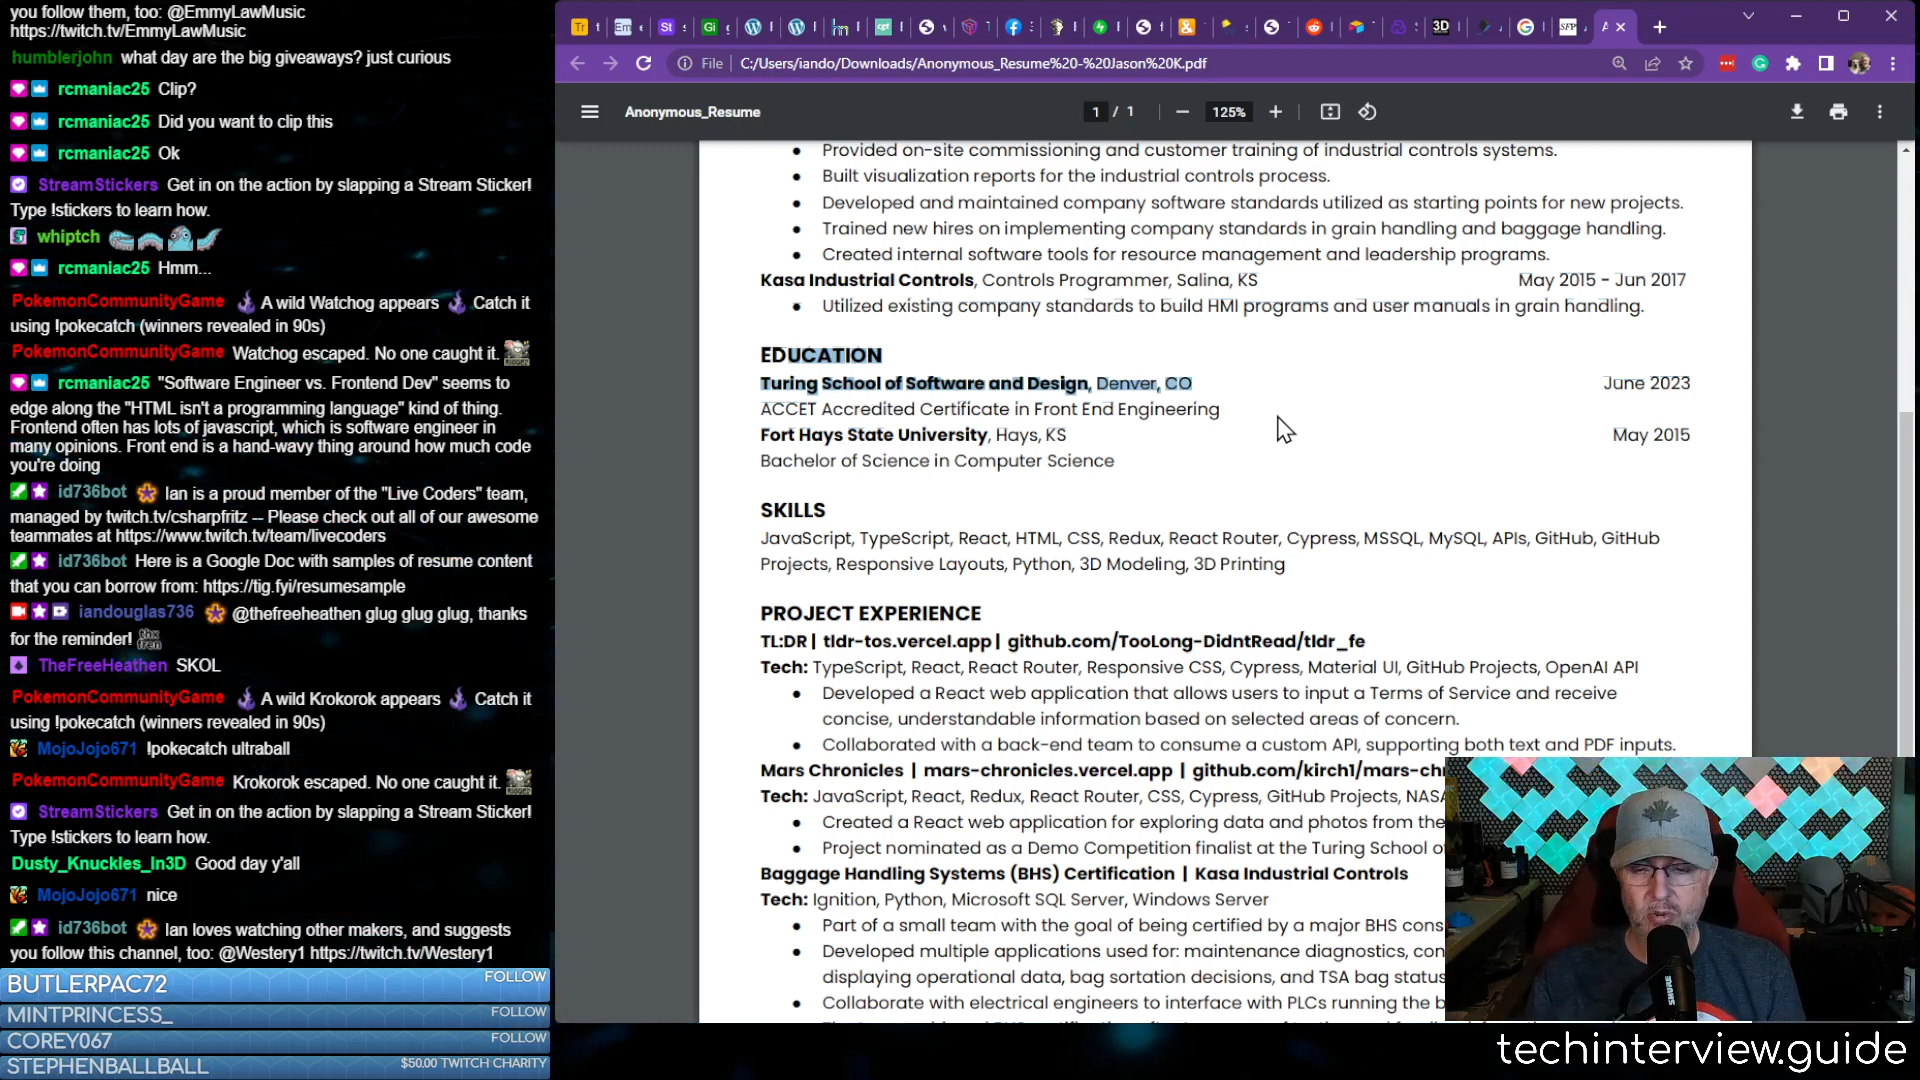 you follow them, too: @EmmyLawMusic
https://twitch.tv/EmmyLawMusic
humblerjohn what day are the big giveaways? just curious
rcmaniac25 Clip?
rcmaniac25 Did you want to clip this
rcmaniac25 Ok
StreamStickers Get in on the action by slapping a Stream Sticker!
Type !stickers to learn how.
whiptch
rcmaniac25 Hmm...
PokemonCommunityGame A wild Watchog appears Catch it
using !pokecatch (winners revealed in 90s)
PokemonCommunityGame Watchog escaped. No one caught it.
rcmaniac25 "Software Engineer vs. Frontend Dev" seems to
edge along the "HTML isn't a programming language" kind of thing.
Frontend often has lots of javascript, which is software engineer in
many opinions. Front end is a hand-wavy thing around how much code
you're doing
id736bot Ian is a proud member of the "Live Coders" team,
managed by twitch.tv/csharpfritz -- Please check out all of our awesome
teammates at https://www.twitch.tv/team/livecoders
id736bot Here is a Google Doc with samples of resume content
that you can borrow from: https://tig.fyi/resumesample
iandouglas736 @thefreeheathen glug glug glug, thanks
for the reminder!
TheFreeHeathen SKOL
PokemonCommunityGame A wild Krokorok appears Catch it
using !pokecatch (winners revealed in 90s)
MojoJojo671 !pokecatch ultraball
PokemonCommunityGame Krokorok escaped. No one caught it.
StreamStickers Get in on the action by slapping a Stream Sticker!
Type !stickers to learn how.
Dusty_Knuckles_In3D Good day y'all
MojoJojo671 nice
id736bot Ian loves watching other makers, and suggests
you follow this channel, too: @Westery1 https://twitch.tv/Westery1
BUTLERPAC72 FOLLOW
MINTPRINCESS_ FOLLOW
COREY067 FOLLOW
STEPHENBALLBALL $50.00 TWITCH CHARITY
File C:/Users/iando/Downloads/Anonymous_Resume%20-%20Jason%20K.pdf
Anonymous_Resume 1 / 1 125%
Provided on-site commissioning and customer training of industrial controls systems.
Built visualization reports for the industrial controls process.
Developed and maintained company software standards utilized as starting points for new projects.
Trained new hires on implementing company standards in grain handling and baggage handling.
Created internal software tools for resource management and leadership programs.
Kasa Industrial Controls, Controls Programmer, Salina, KS May 2015 - Jun 2017
Utilized existing company standards to build HMI programs and user manuals in grain handling.
EDUCATION
Turing School of Software and Design, Denver, CO June 2023
ACCET Accredited Certificate in Front End Engineering
Fort Hays State University, Hays, KS May 2015
Bachelor of Science in Computer Science
SKILLS
JavaScript, TypeScript, React, HTML, CSS, Redux, React Router, Cypress, MSSQL, MySQL, APIs, GitHub, GitHub
Projects, Responsive Layouts, Python, 3D Modeling, 3D Printing
PROJECT EXPERIENCE
TL:DR | tldr-tos.vercel.app | github.com/TooLong-DidntRead/tldr_fe
Tech: TypeScript, React, React Router, Responsive CSS, Cypress, Material UI, GitHub Projects, OpenAI API
Developed a React web application that allows users to input a Terms of Service and receive
concise, understandable information based on selected areas of concern.
Collaborated with a back-end team to consume a custom API, supporting both text and PDF inputs.
Mars Chronicles | mars-chronicles.vercel.app | github.com/kirch1/mars-chr
Tech: JavaScript, React, Redux, React Router, CSS, Cypress, GitHub Projects, NASA
Created a React web application for exploring data and photos from the
Project nominated as a Demo Competition finalist at the Turing School of
Baggage Handling Systems (BHS) Certification | Kasa Industrial Controls
Tech: Ignition, Python, Microsoft SQL Server, Windows Server
Part of a small team with the goal of being certified by a major BHS cons
Developed multiple applications used for: maintenance diagnostics, con
displaying operational data, bag sortation decisions, and TSA bag status
Collaborate with electrical engineers to interface with PLCs running the b
techinterview.guide